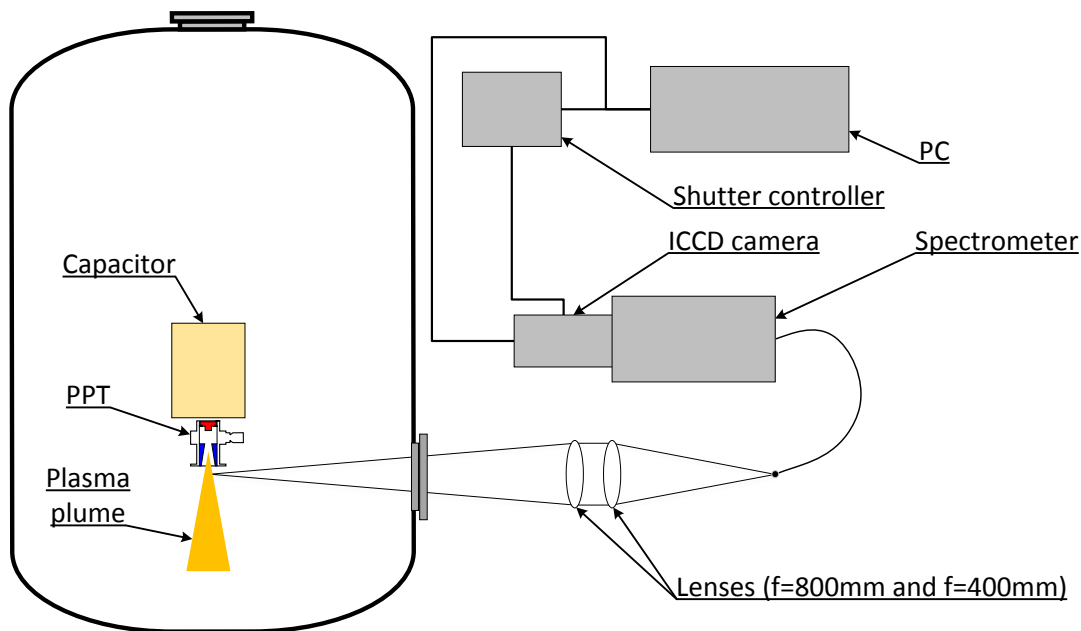 PC
Shutter controller
ICCD camera
Spectrometer
Capacitor
PPT
Plasma
plume
Lenses (f=800mm and f=400mm)